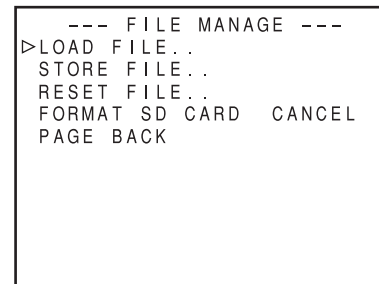 --- FILE MANAGE ---
▷LOAD FILE..
STORE FILE..
RESET FILE..
FORMAT SD CARD CANCEL
PAGE BACK